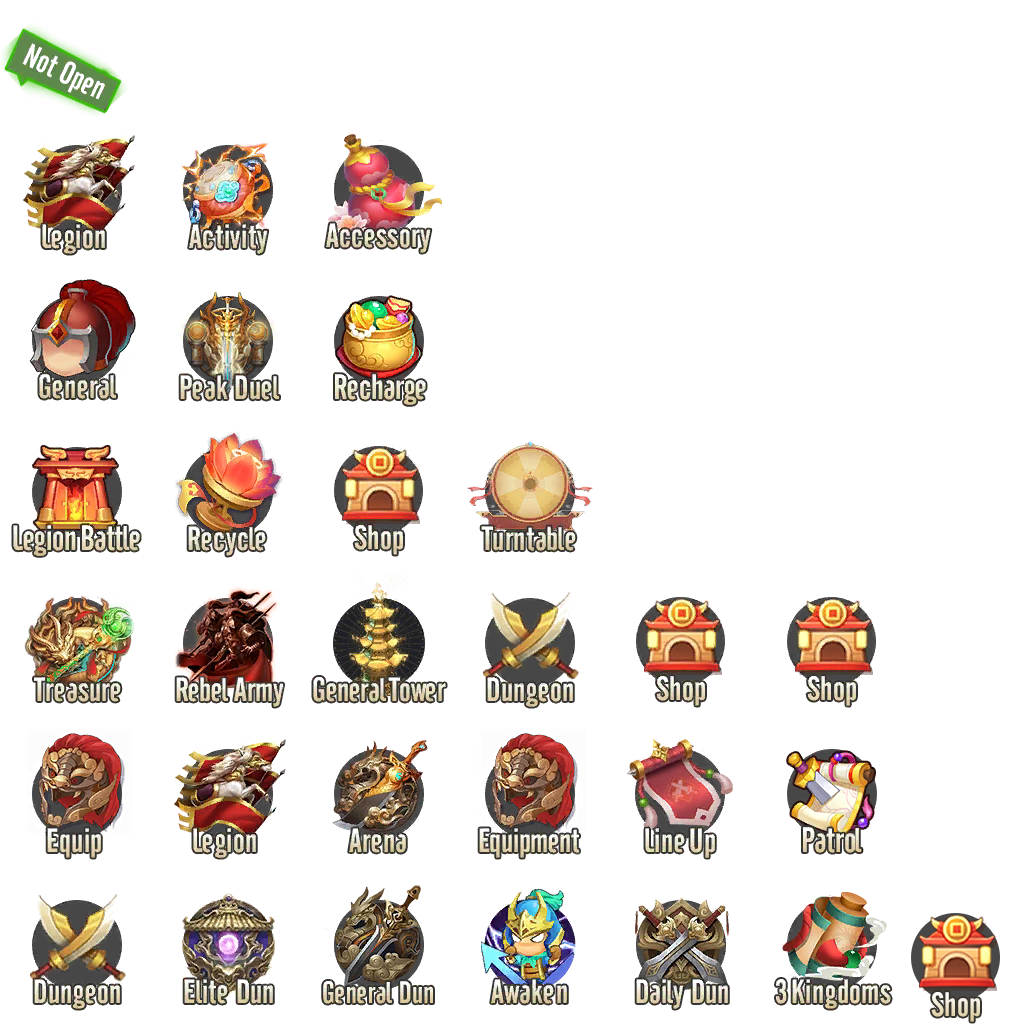 Not Open
Legion
Activity
Accessory
General
Peak Duel
Recharge
Legion Battle
Recycle
Shop
Turntable
Treasure
Rebel Army
General Tower
Dungeon
Shop
Shop
Equip
Legion
Arena
Equipment
Line Up
Patrol
Dungeon
Elite Dun
General Dun
Awaken
Daily Dun
3 Kingdoms
Shop